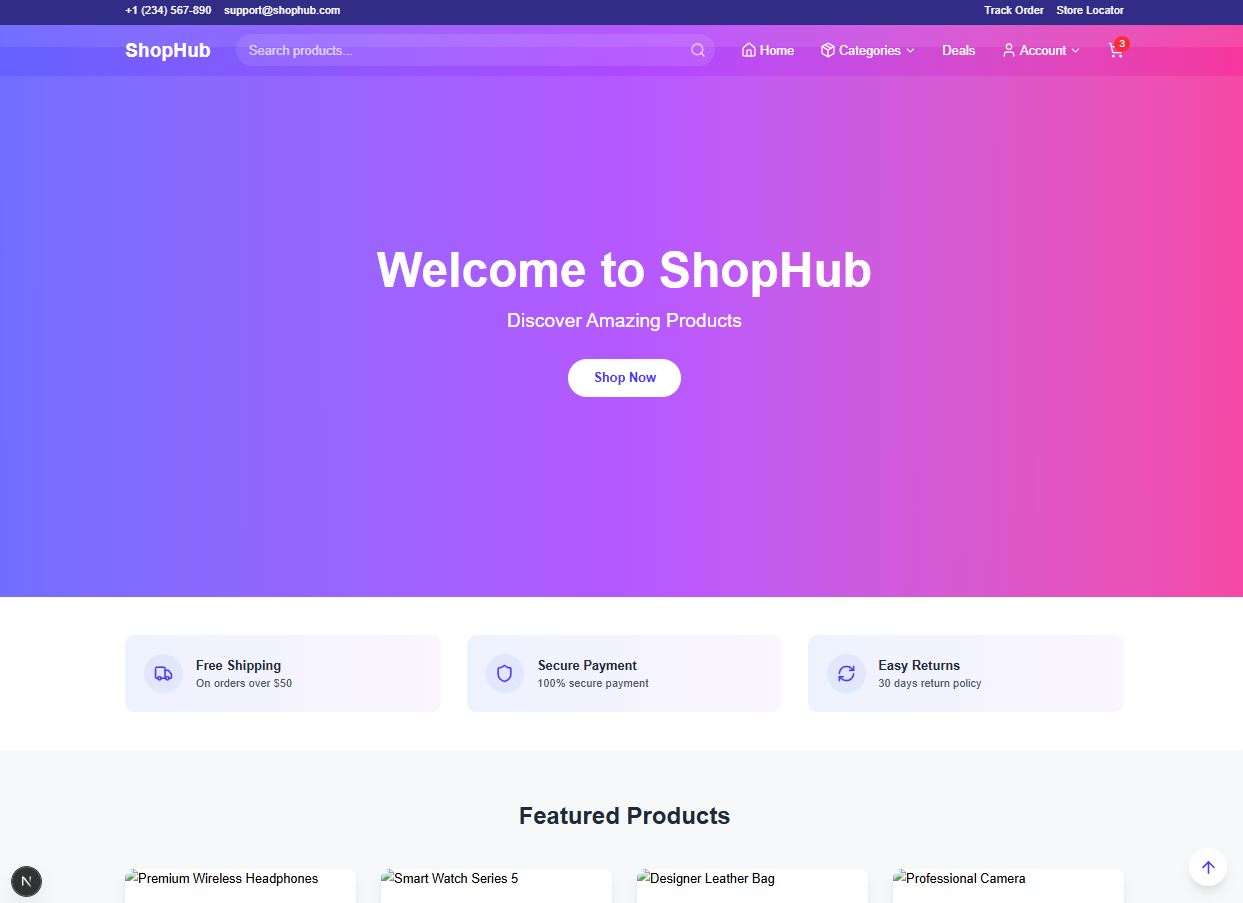 +1 (234) 567-890 support@shophub.com Track Order Store Locator
ShopHub Search products... Home Categories Deals Account 3
Welcome to ShopHub
Discover Amazing Products
Shop Now
Free Shipping
On orders over $50
Secure Payment
100% secure payment
Easy Returns
30 days return policy
Featured Products
Premium Wireless Headphones
Smart Watch Series 5
Designer Leather Bag
Professional Camera
N